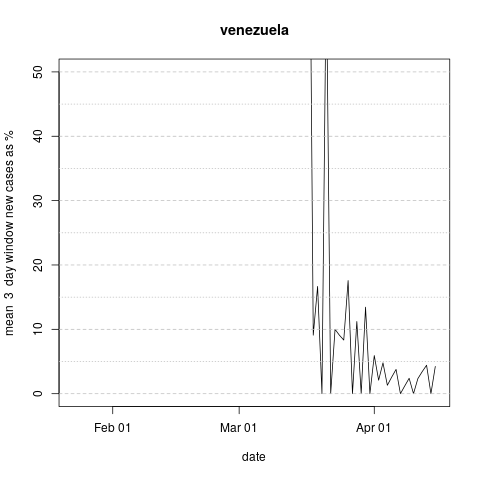 venezuela
mean 3 day window new cases as %
50
40
30
20
10
0
Feb 01
Mar 01
Apr 01
date